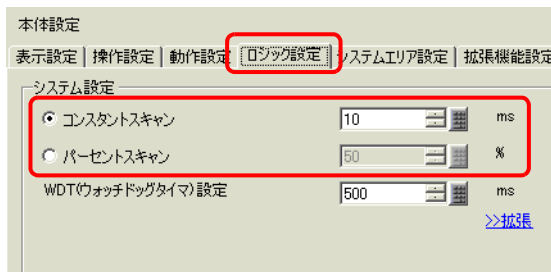 本体設定
表示設定 操作設定 動作設定 ロジック設定 システムエリア設定 拡張機能設定
システム設定
コンスタントスキャン 10 ms
パーセントスキャン 50 %
WDT(ウォッチドッグタイマ)設定 500 ms
>>拡張